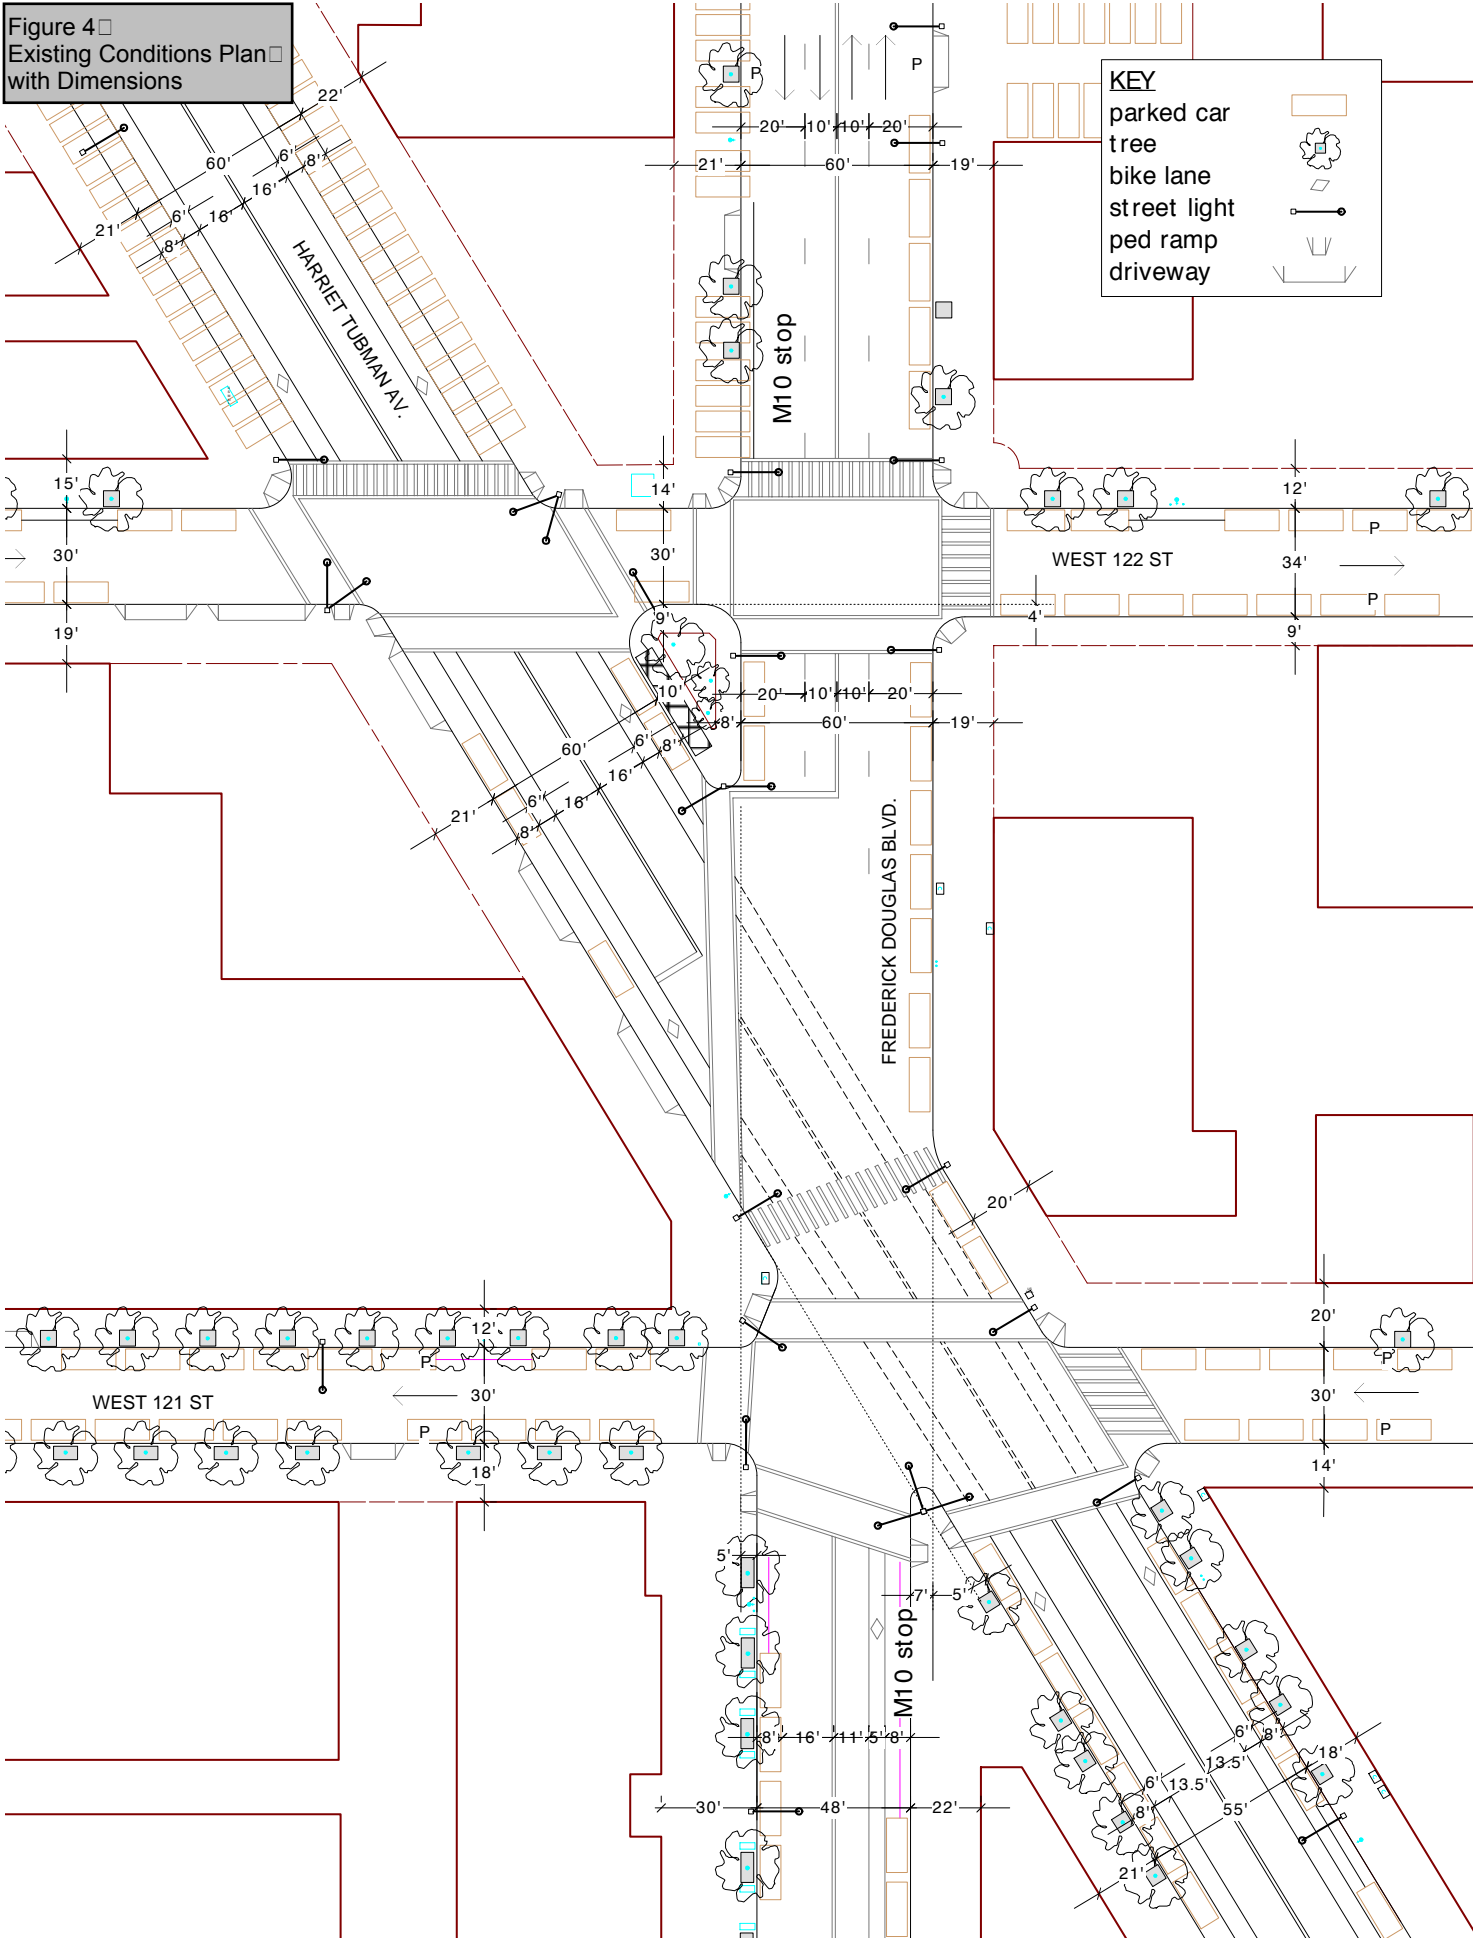 Figure 4
Existing Conditions Plan
with Dimensions
KEY
parked car
tree
bike lane
street light
ped ramp
driveway
22'
60'
6'
8'
16'
21'
6'
16'
8'
HARRIET TUBMAN AV.
P
P
20'
10'
10'
20'
21'
60'
19'
M10 stop
15'
30'
19'
14'
30'
9'
12'
P
WEST 122 ST
34'
P
4'
9'
10'
20'
10'
10'
20'
8'
60'
19'
60'
6'
8'
16'
21'
6'
16'
8'
FREDERICK DOUGLAS BLVD.
20'
12'
P
30'
WEST 121 ST
P
18'
20'
P
30'
P
14'
5'
7'
5'
M10 stop
8'
16'
11'
5'
8'
30'
48'
22'
6'
8'
18'
13.5'
6'
13.5'
8'
55'
21'